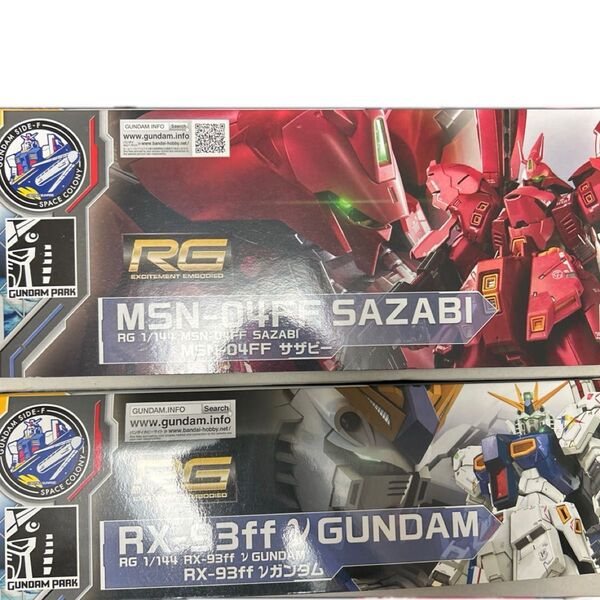 GUNDAM SIDE-F
SPACE COLONY
GUNDAM PARK
GUNDAM.INFO Search
www.gundam.info
RG
EXCITEMENT EMBODIED
MSN-04FF SAZABI
RG 1/144 MSN-04FF SAZABI
MSN-04FF サザビー
GUNDAM SIDE-F
SPACE COLONY
GUNDAM PARK
GUNDAM.INFO Search
www.gundam.info
RG
EXCITEMENT EMBODIED
RX-93ff ν GUNDAM
RG 1/144 RX-93ff ν GUNDAM
RX-93ff νガンダム